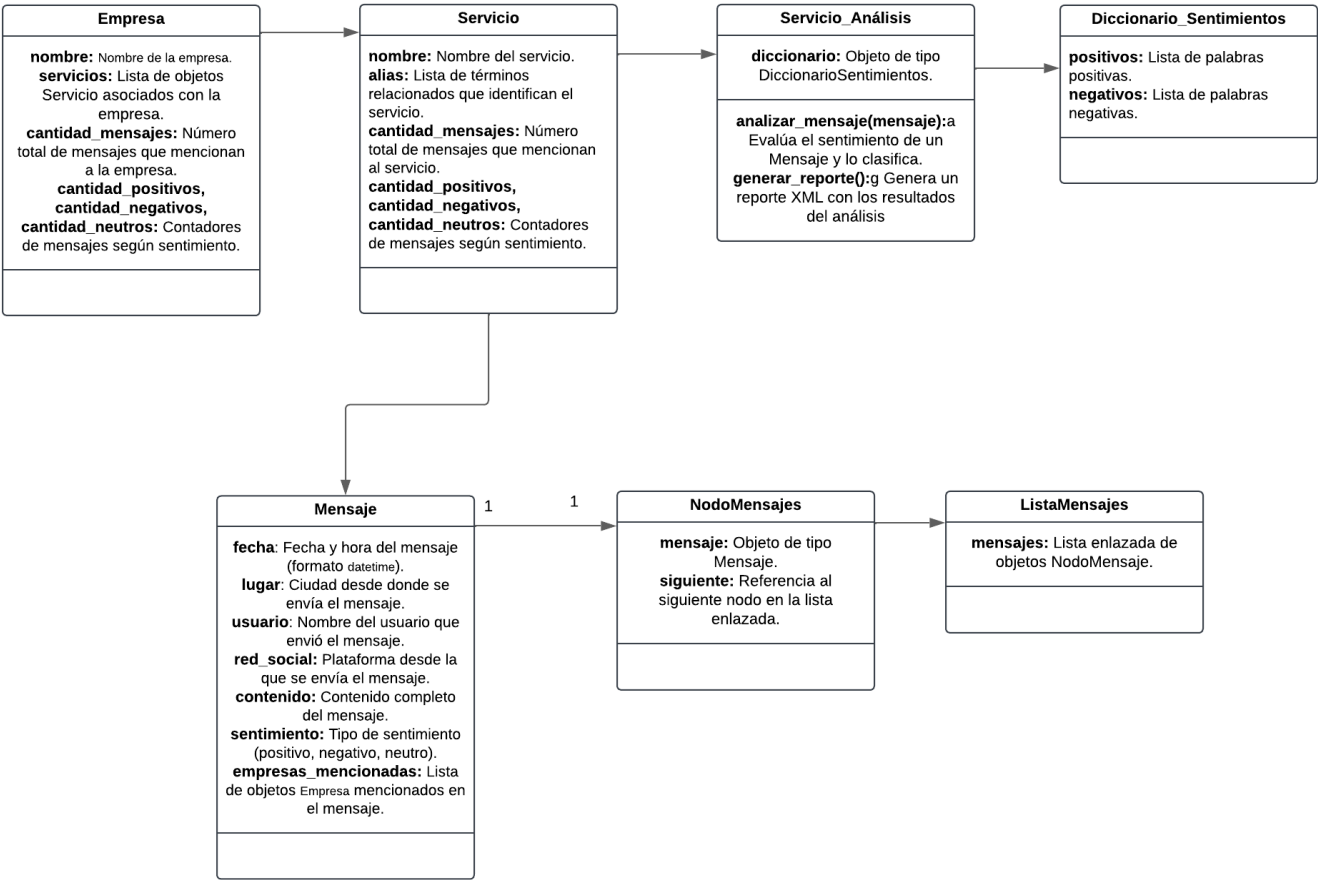 Empresa
nombre: Nombre de la empresa.
servicios: Lista de objetos
Servicio asociados con la
empresa.
cantidad_mensajes: Número
total de mensajes que mencionan
a la empresa.
cantidad_positivos,
cantidad_negativos,
cantidad_neutros: Contadores
de mensajes según sentimiento.
Servicio
nombre: Nombre del servicio.
alias: Lista de términos
relacionados que identifican el
servicio.
cantidad_mensajes: Número
total de mensajes que mencionan
al servicio.
cantidad_positivos,
cantidad_negativos,
cantidad_neutros: Contadores
de mensajes según sentimiento.
Servicio_Análisis
diccionario: Objeto de tipo
DiccionarioSentimientos.
analizar_mensaje(mensaje):a
Evalúa el sentimiento de un
Mensaje y lo clasifica.
generar_reporte():g Genera un
reporte XML con los resultados
del análisis
Diccionario_Sentimientos
positivos: Lista de palabras
positivas.
negativos: Lista de palabras
negativas.
Mensaje
fecha: Fecha y hora del mensaje
(formato datetime).
lugar: Ciudad desde donde se
envía el mensaje.
usuario: Nombre del usuario que
envió el mensaje.
red_social: Plataforma desde la
que se envía el mensaje.
contenido: Contenido completo
del mensaje.
sentimiento: Tipo de sentimiento
(positivo, negativo, neutro).
empresas_mencionadas: Lista
de objetos Empresa mencionados en
el mensaje.
1
1
NodoMensajes
mensaje: Objeto de tipo
Mensaje.
siguiente: Referencia al
siguiente nodo en la lista
enlazada.
ListaMensajes
mensajes: Lista enlazada de
objetos NodoMensaje.